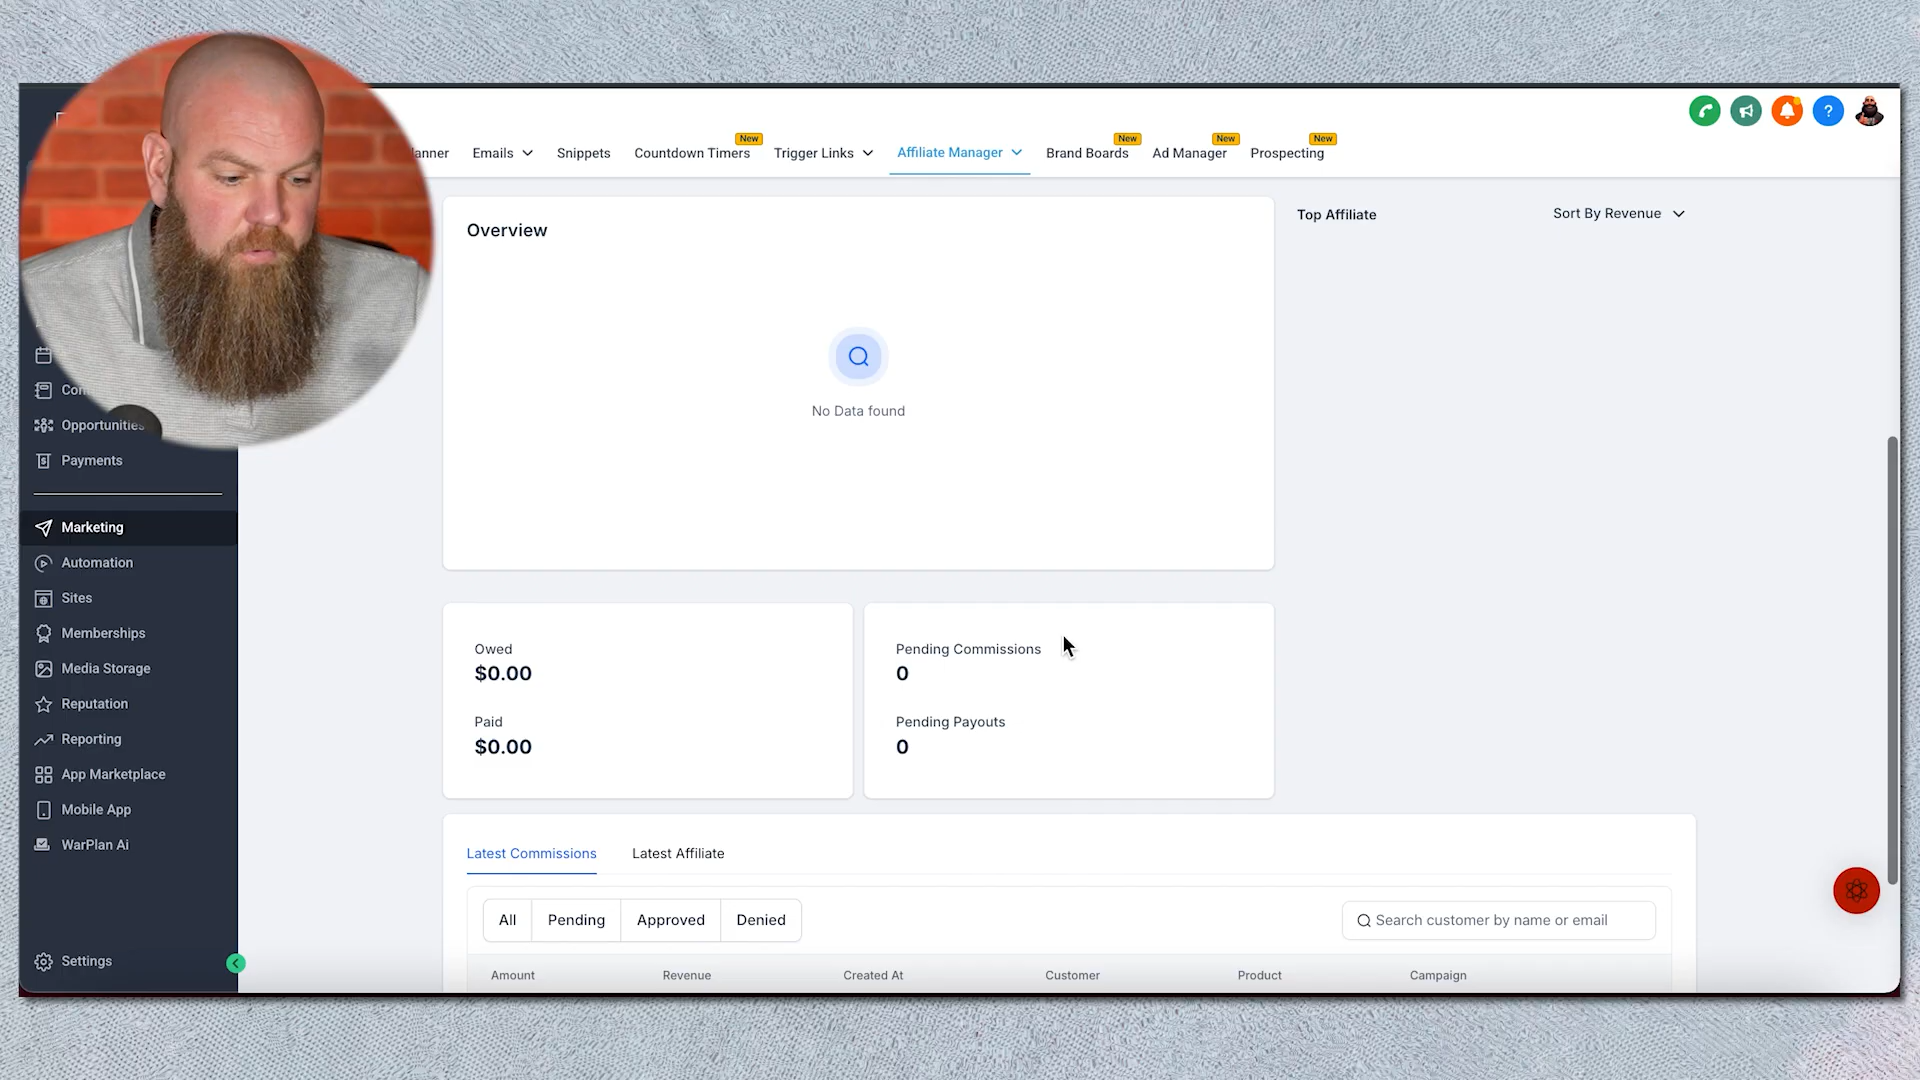 New
New
New
New
anner
Emails
Snippets
Countdown Timers
Trigger Links
Affiliate Manager
Brand Boards
Ad Manager
Prospecting
?
Overview
Top Affiliate
Sort By Revenue
No Data found
Con
Opportunities
Payments
Marketing
Automation
Sites
Memberships
Media Storage
Reputation
Reporting
App Marketplace
Mobile App
WarPlan Ai
Settings
Owed
$0.00
Paid
$0.00
Pending Commissions
0
Pending Payouts
0
Latest Commissions
Latest Affiliate
All
Pending
Approved
Denied
Search customer by name or email
Amount
Revenue
Created At
Customer
Product
Campaign